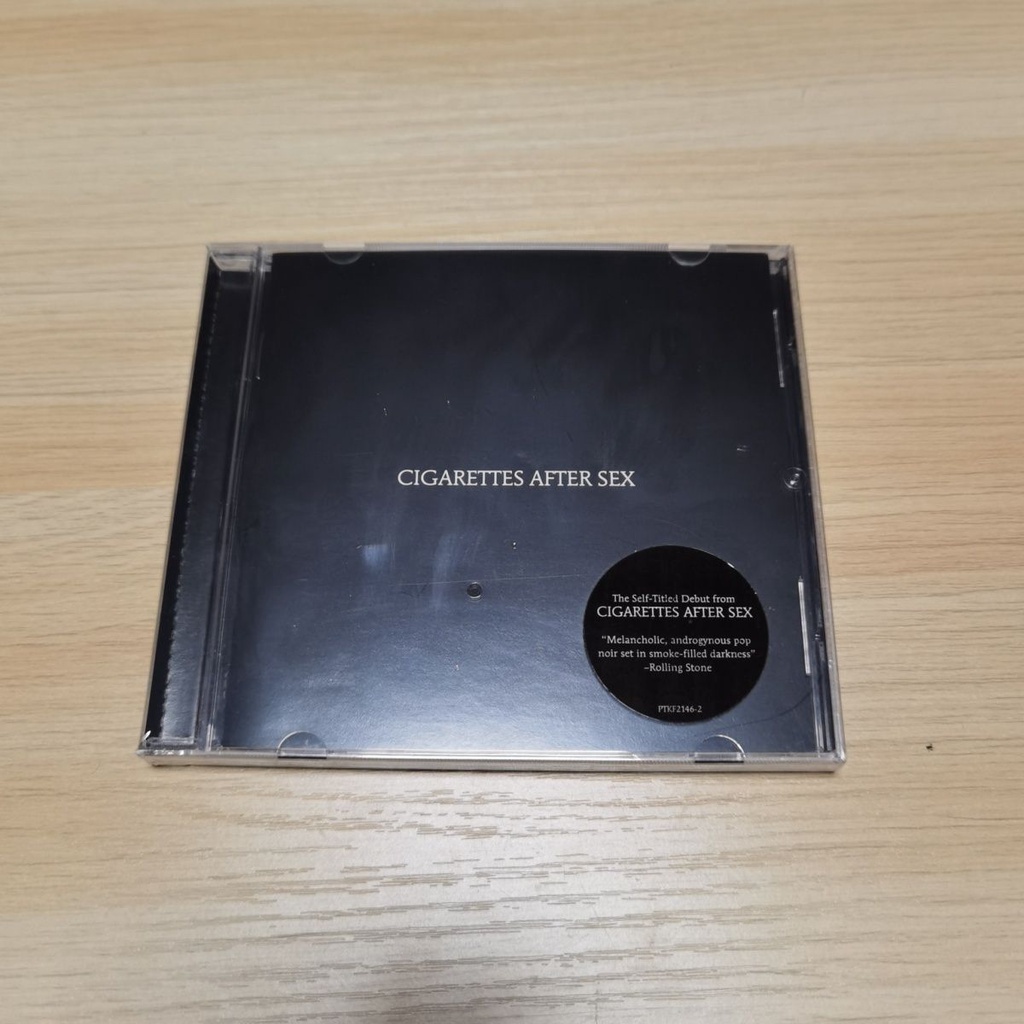 CIGARETTES AFTER SEX
The Self-Titled Debut from
CIGARETTES AFTER SEX
“Melancholic, androgynous pop
noir set in smoke-filled darkness”
–Rolling Stone
PTKF2146-2